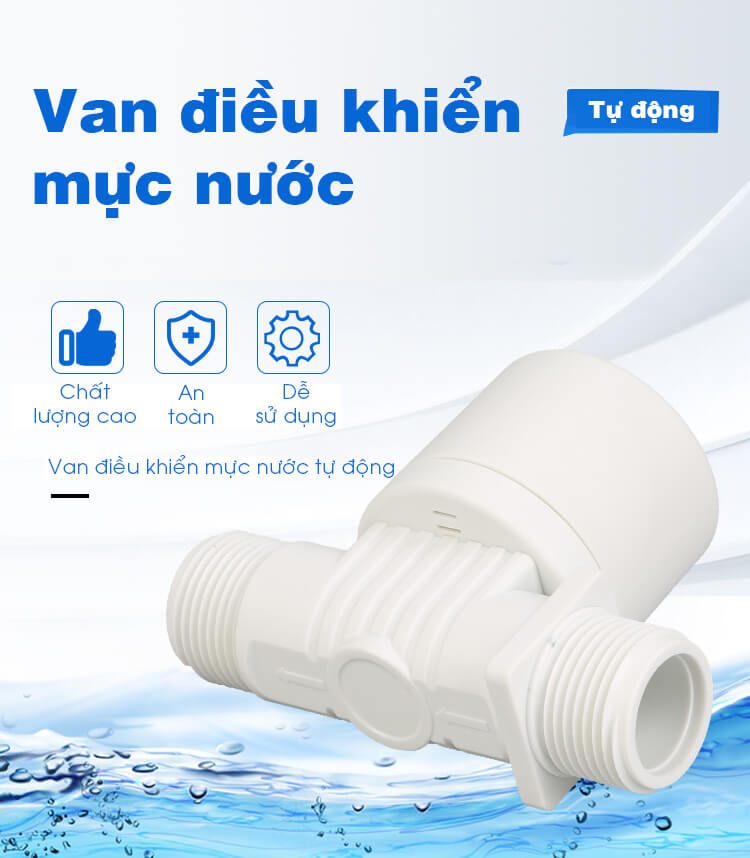 Van điều khiển
mực nước
Tự động
Chất
lượng cao
An
toàn
Dễ
sử dụng
Van điều khiển mực nước tự động